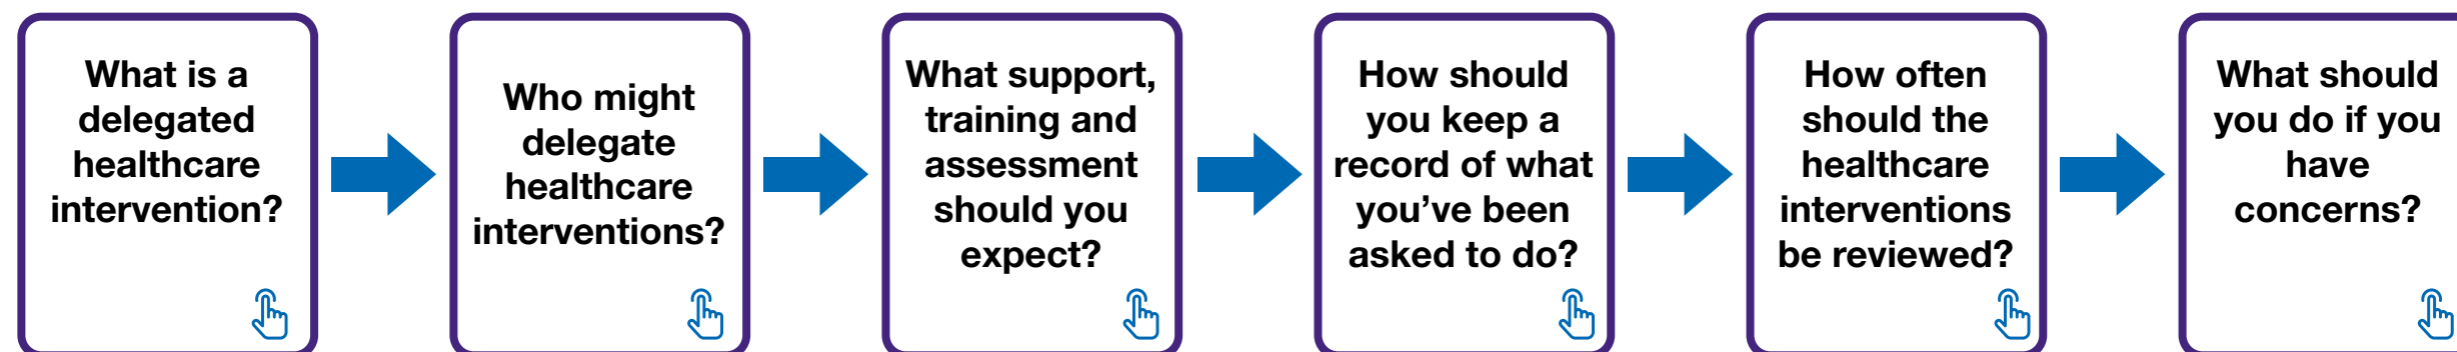 What is a
delegated
healthcare
intervention?
Who might
delegate
healthcare
interventions?
What support,
training and
assessment
should you
expect?
How should
you keep a
record of what
you’ve been
asked to do?
How often
should the
healthcare
interventions
be reviewed?
What should
you do if you
have
concerns?